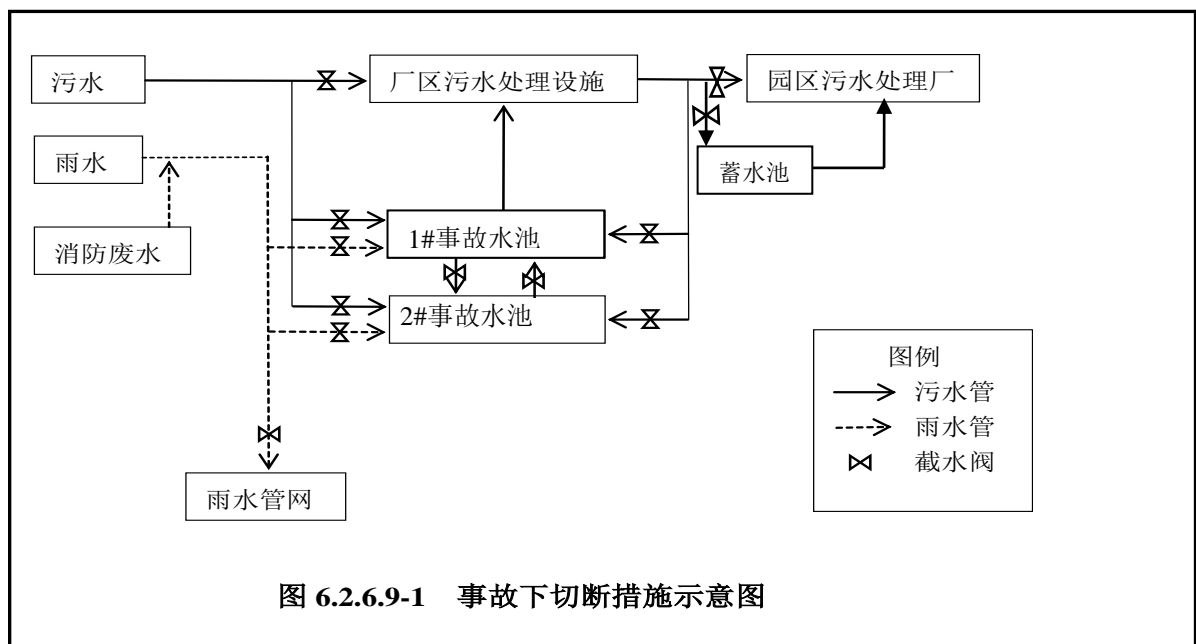 污水
厂区污水处理设施
园区污水处理厂
雨水
蓄水池
消防废水
1#事故水池
2#事故水池
图例
污水管
雨水管
截水阀
雨水管网
图 6.2.6.9-1 事故下切断措施示意图